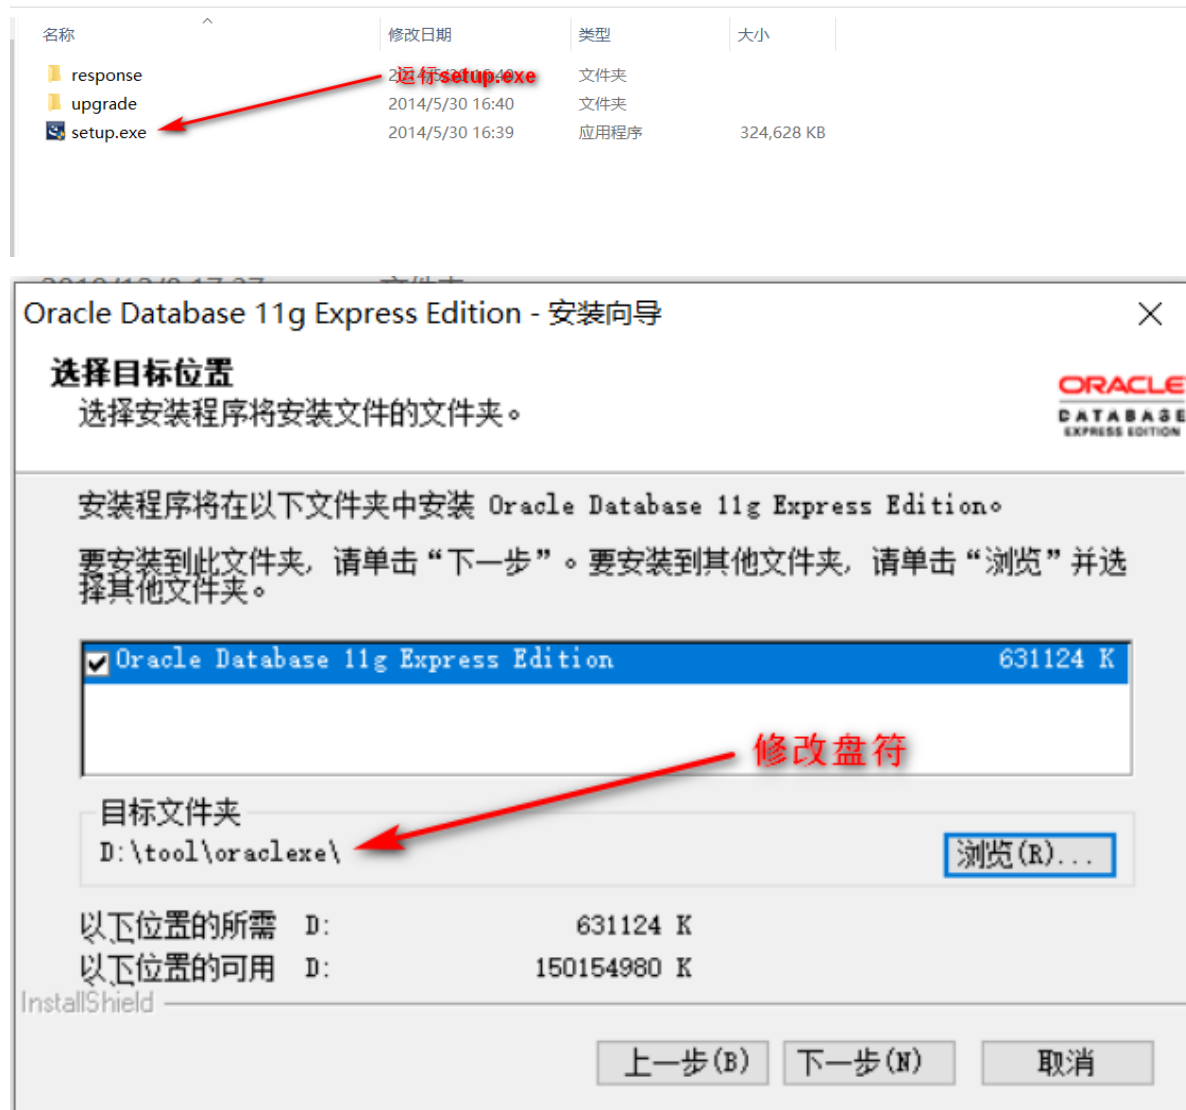 名称 修改日期 类型 大小
response 文件夹
运行setup.exe
upgrade 2014/5/30 16:40 文件夹
setup.exe 2014/5/30 16:39 应用程序 324,628 KB
Oracle Database 11g Express Edition - 安装向导
选择目标位置
选择安装程序将安装文件的文件夹。
ORACLE
DATABASE
EXPRESS EDITION
安装程序将在以下文件夹中安装 Oracle Database 11g Express Edition。
要安装到此文件夹，请单击“下一步”。要安装到其他文件夹，请单击“浏览”并选
择其他文件夹。
Oracle Database 11g Express Edition 631124 K
修改盘符
目标文件夹
D:\tool\oraclexe\
浏览(R)...
以下位置的所需 D: 631124 K
以下位置的可用 D: 150154980 K
InstallShield
上一步(B) 下一步(N) 取消